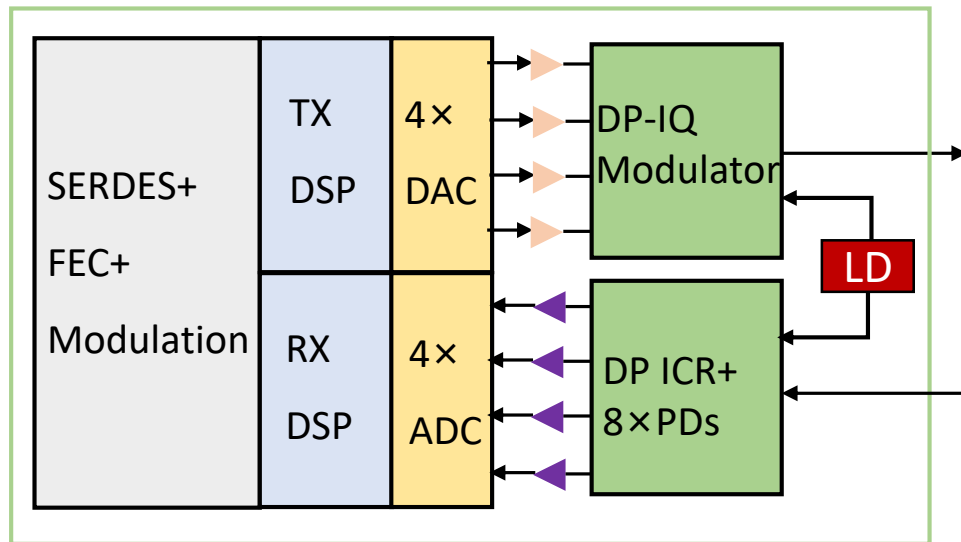 SERDES+
FEC+
Modulation
TX
DSP
4×
DAC
RX
DSP
4×
ADC
DP-IQ
Modulator
LD
DP ICR+
8×PDs